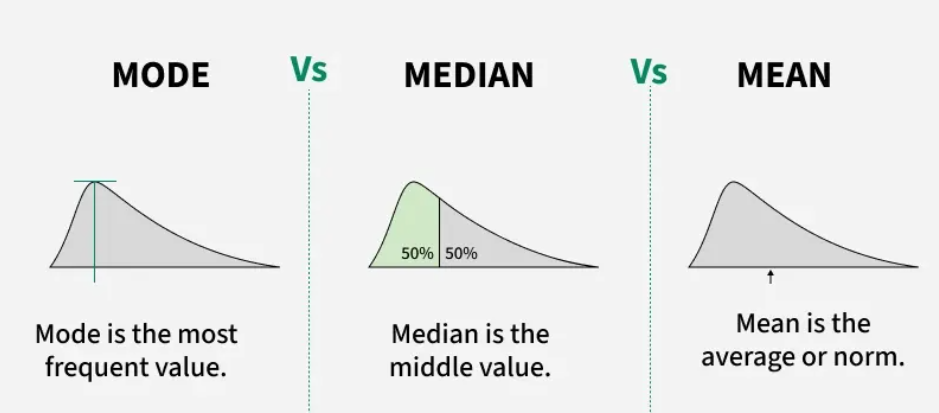 MODE
Vs
MEDIAN
Vs
MEAN
50%
50%
Mode is the most
frequent value.
Median is the
middle value.
Mean is the
average or norm.